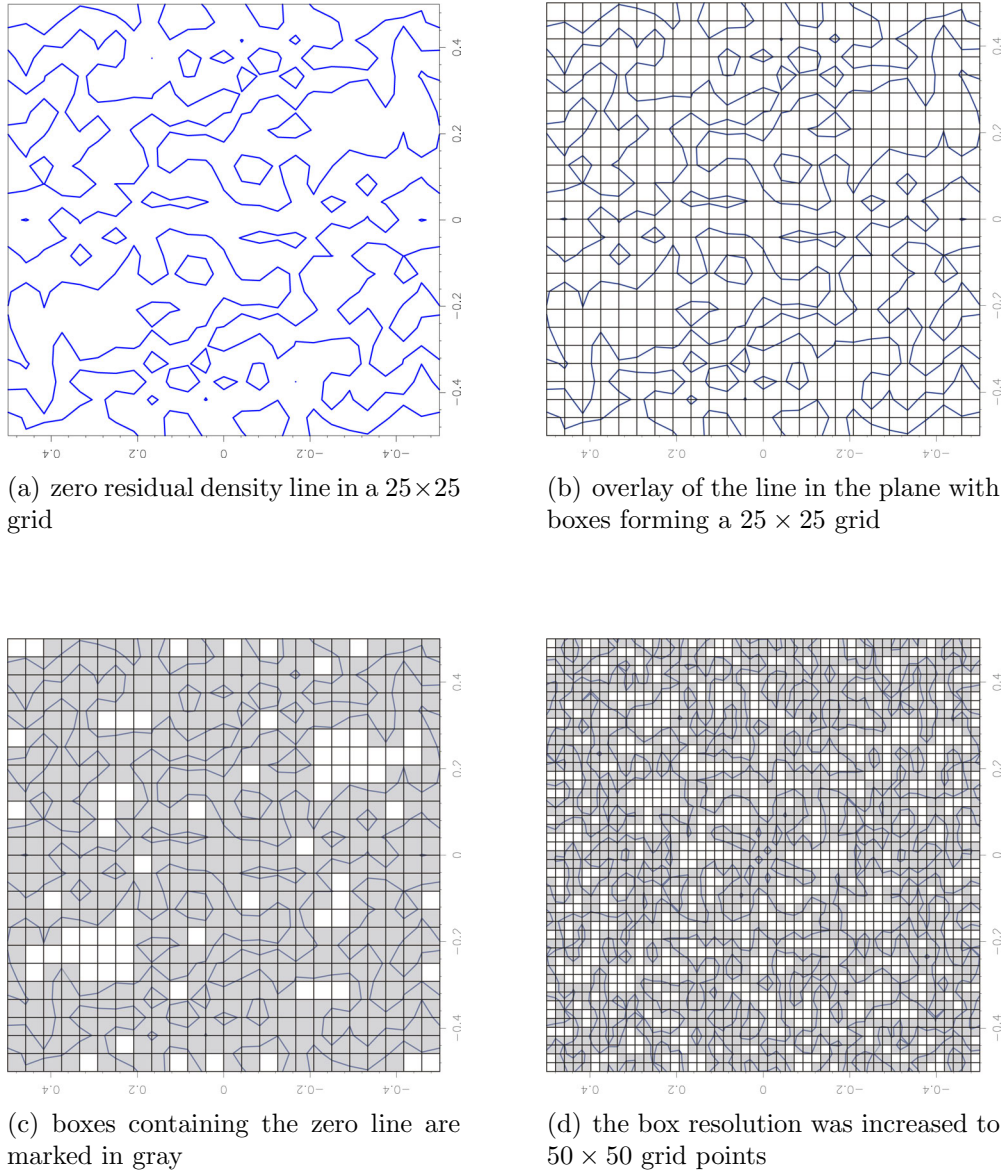 0.4
0.2
0
−0.2
−0.4
0.4 0.2 0 −0.2 −0.4
(a) zero residual density line in a 25×25
grid
0.4
0.2
0
−0.2
−0.4
0.4 0.2 0 −0.2 −0.4
(b) overlay of the line in the plane with
boxes forming a 25 × 25 grid
0.4
0.2
0
−0.2
−0.4
0.4 0.2 0 −0.2 −0.4
(c) boxes containing the zero line are
marked in gray
0.4
0.2
0
−0.2
−0.4
0.4 0.2 0 −0.2 −0.4
(d) the box resolution was increased to
50 × 50 grid points